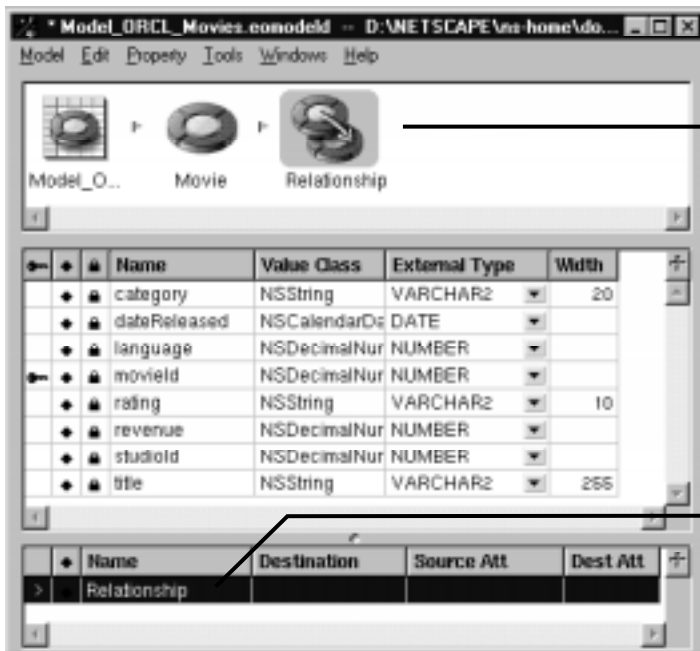 * Model_ORCL_Movies.eomodeld -- D:\NETSCAPE\ns-home\do...
Model Edit Property Tools Windows Help
Model_O... Movie Relationship
Name Value Class External Type Width
category NSString VARCHAR2 20
dateReleased NSCalendarDa DATE
language NSDecimalNur NUMBER
movieId NSDecimalNur NUMBER
rating NSString VARCHAR2 10
revenue NSDecimalNur NUMBER
studioId NSDecimalNur NUMBER
title NSString VARCHAR2 255
Name Destination Source Att Dest Att
> Relationship